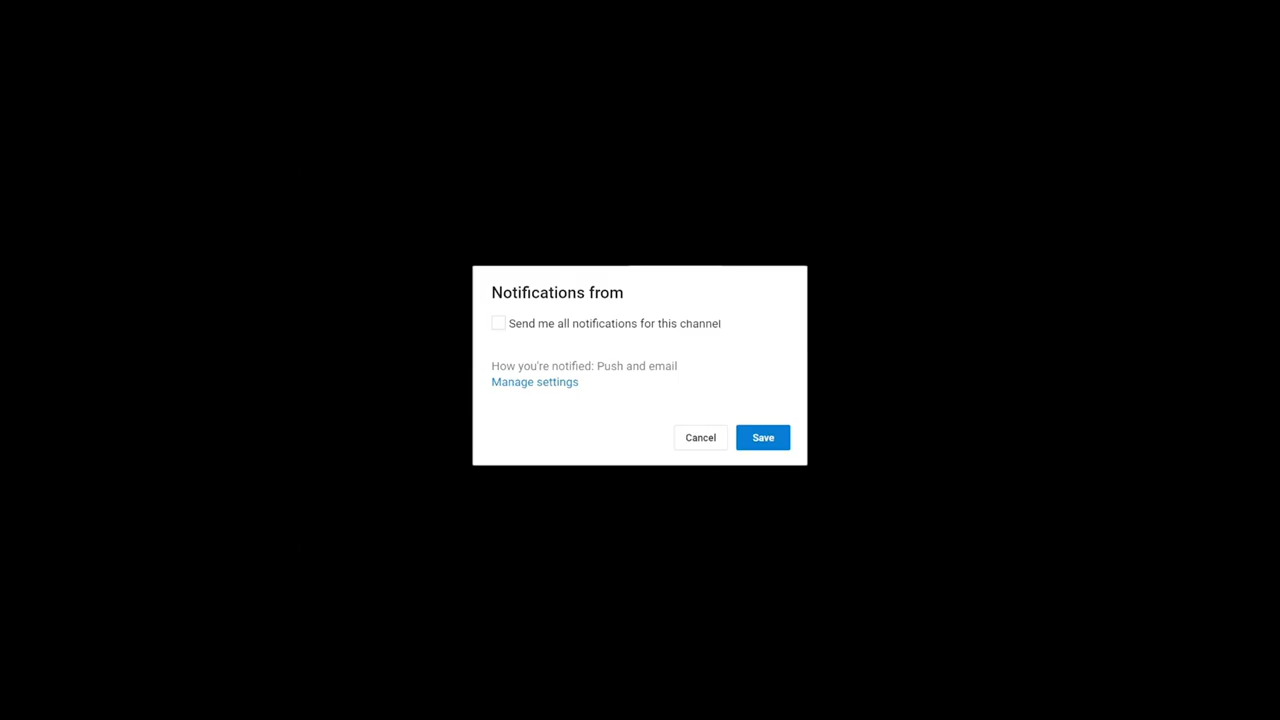 Notifications from
Send me all notifications for this channel
How you're notified: Push and email
Manage settings
Cancel Save